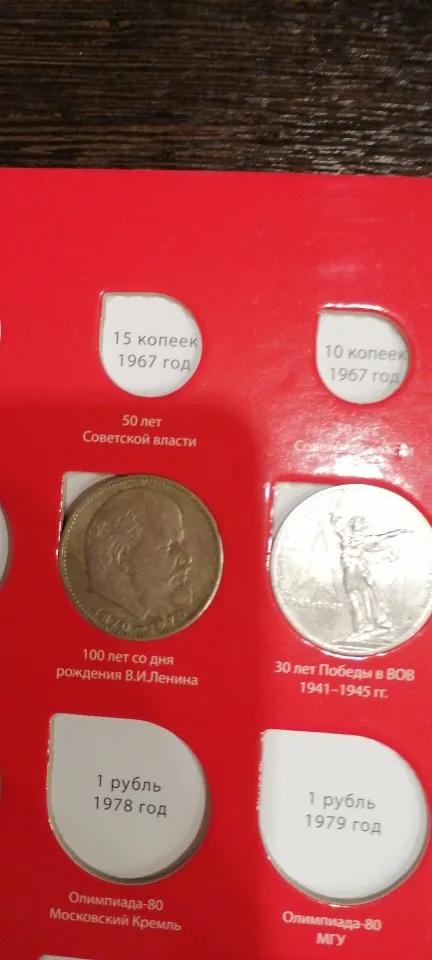 15 копеек
1967 год
50 лет
Советской власти
10 копеек
1967 год
50 лет
1870-1970
100 лет со дня
рождения В.И.Ленина
30 лет Победы в ВОВ
1941–1945 гг.
1 рубль
1978 год
Олимпиада-80
Московский Кремль
1 рубль
1979 год
Олимпиада-80
МГУ